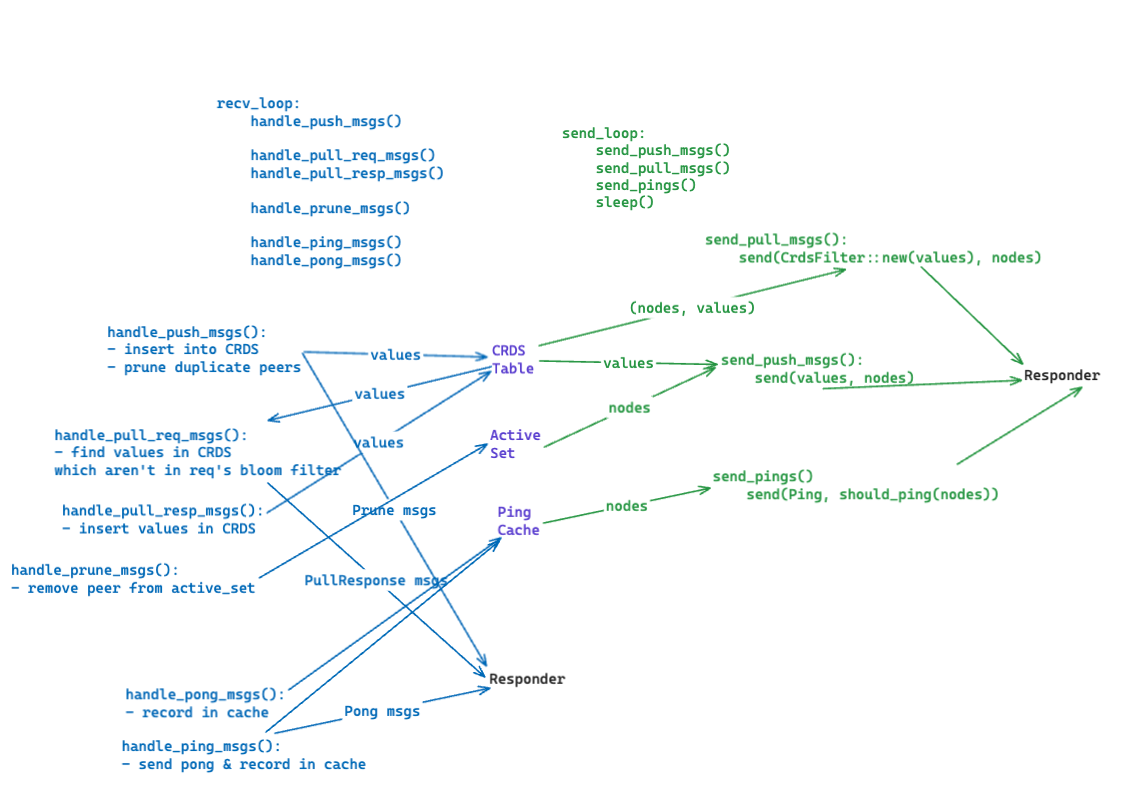 recv_loop:
handle_push_msgs()
handle_pull_req_msgs()
handle_pull_resp_msgs()
handle_prune_msgs()
handle_ping_msgs()
handle_pong_msgs()
send_loop:
send_push_msgs()
send_pull_msgs()
send_pings()
sleep()
send_pull_msgs():
send(CrdsFilter::new(values), nodes)
(nodes, values)
handle_push_msgs():
- insert into CRDS
- prune duplicate peers
values
CRDS
Table
values
send_push_msgs():
send(values, nodes)
Responder
values
nodes
handle_pull_req_msgs():
- find values in CRDS
which aren't in req's bloom filter
values
Active
Set
send_pings()
send(Ping, should_ping(nodes))
nodes
handle_pull_resp_msgs():
- insert values in CRDS
Prune msgs
Ping
Cache
handle_prune_msgs():
- remove peer from active_set
PullResponse msgs
Responder
handle_pong_msgs():
- record in cache
Pong msgs
handle_ping_msgs():
- send pong & record in cache